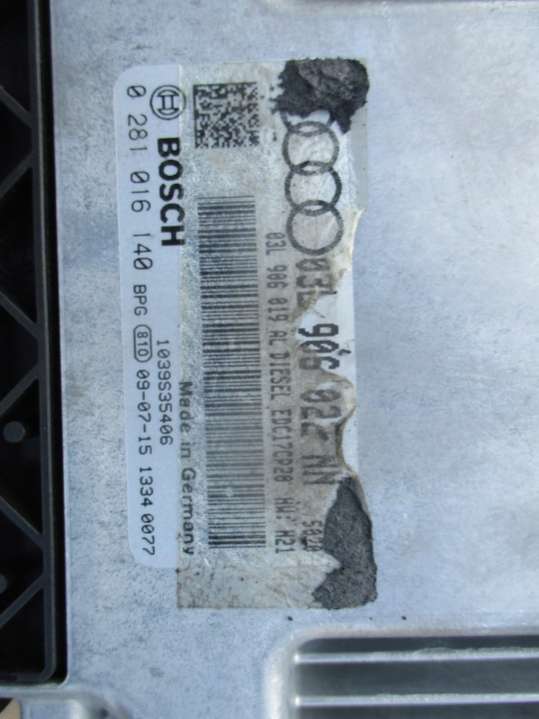 03L 906 022 NN
03L 906 019 AL DIESEL EDC17CP20 HW: H21
Made in Germany
1039S35406
BOSCH
0 281 016 140 BPG 81D 09-07-15 1334 0077